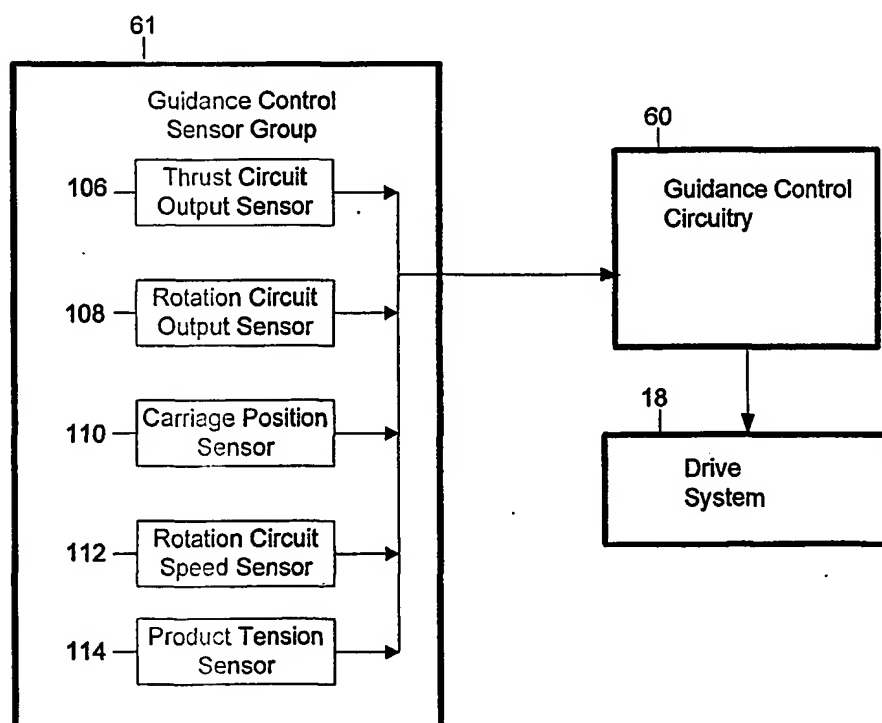 61
Guidance Control
Sensor Group
60
106
Thrust Circuit
Output Sensor
Guidance Control
Circuitry
108
Rotation Circuit
Output Sensor
18
110
Carriage Position
Sensor
Drive
System
112
Rotation Circuit
Speed Sensor
114
Product Tension
Sensor